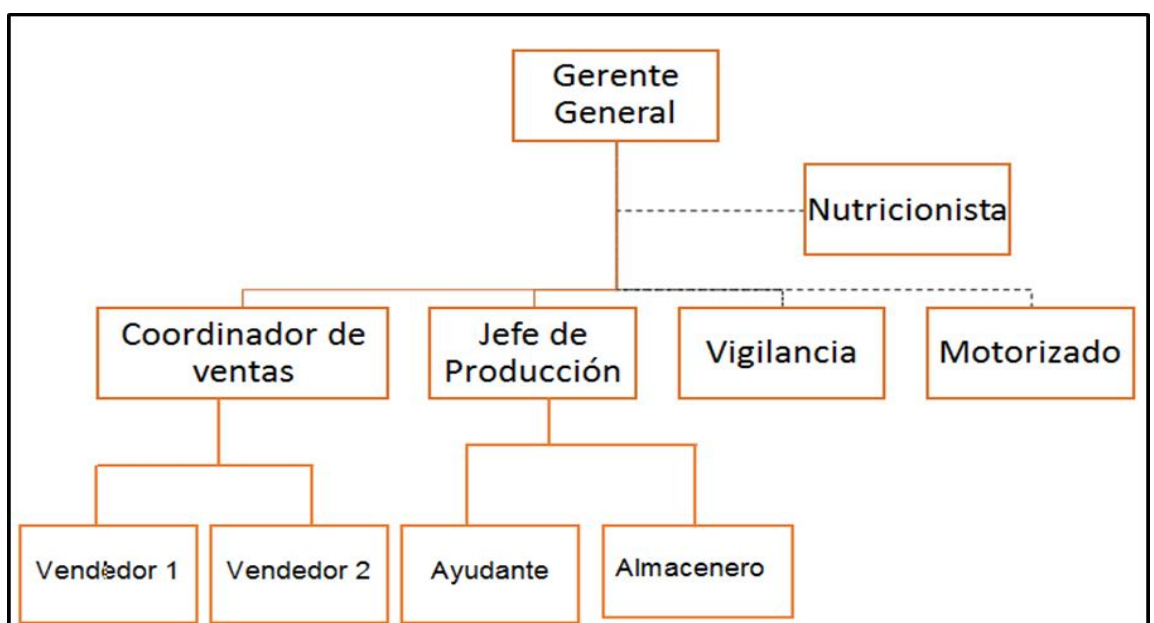 Gerente
General
Nutricionista
Coordinador de
ventas
Jefe de
Producción
Vigilancia
Motorizado
Vendedor 1
Vendedor 2
Ayudante
Almacenero